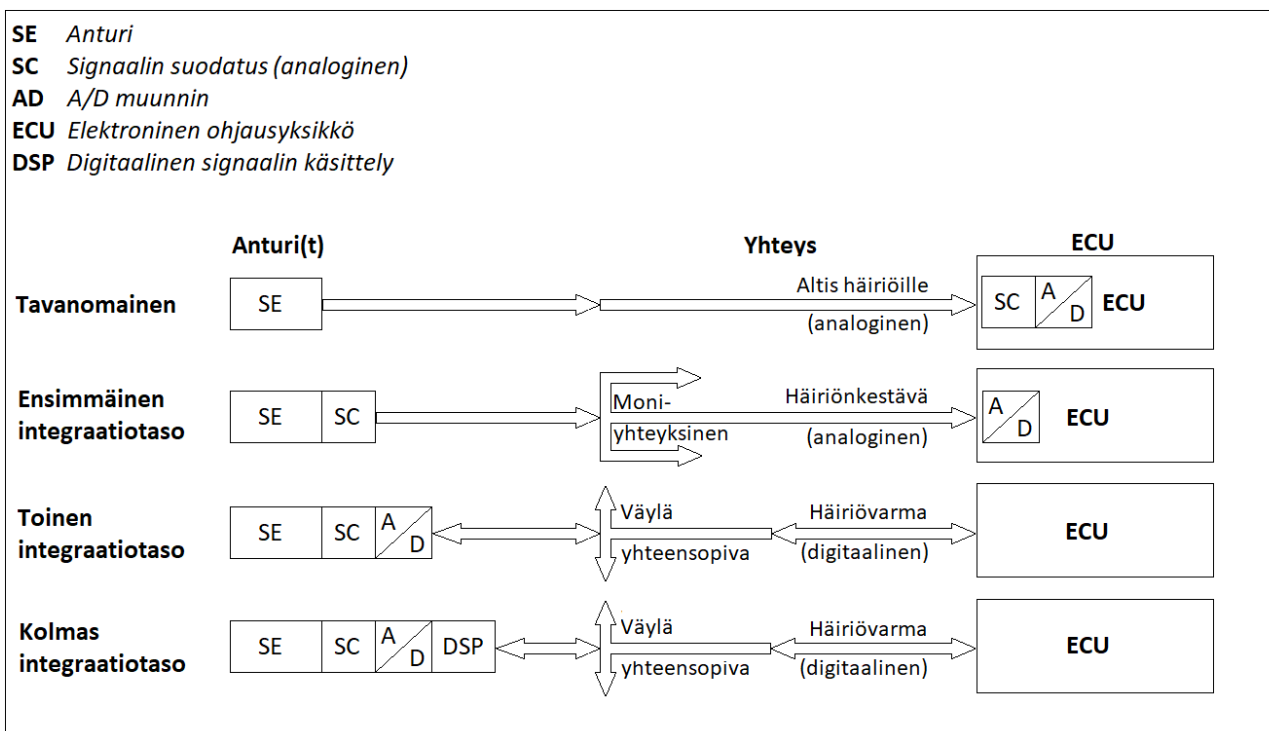 SE Anturi
SC Signaalin suodatus (analoginen)
AD A/D muunnin
ECU Elektroninen ohjausyksikkö
DSP Digitaalinen signaalin käsittely
Anturi(t) Yhteys ECU
Tavanomainen SE Altis häiriöille (analoginen) SC A D ECU
Ensimmäinen
integraatiotaso
SE SC
Moni-
yhteyksinen
Häiriönkestävä
(analoginen)
A D ECU
Toinen
integraatiotaso
SE SC A D
Väylä
yhteensopiva
Häiriövarma
(digitaalinen)
ECU
Kolmas
integraatiotaso
SE SC A D DSP
Väylä
yhteensopiva
Häiriövarma
(digitaalinen)
ECU